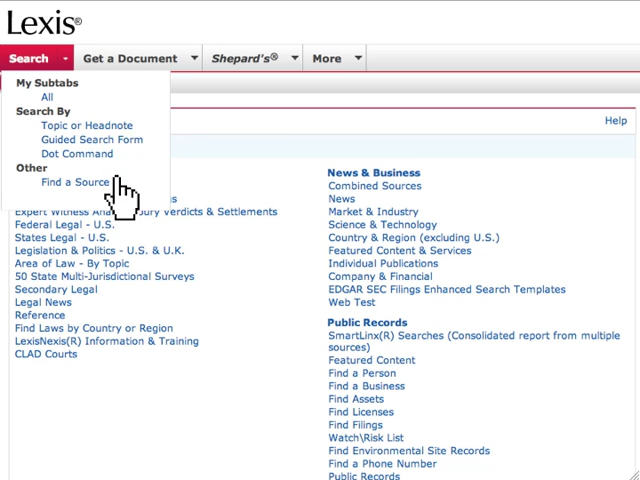 Lexis®
Search
Get a Document
Shepard's®
More
My Subtabs
All
Search By
Topic or Headnote
Guided Search Form
Dot Command
Other
Find a Source
Help
Expert Witness Jury Verdicts & Settlements
Federal Legal - U.S.
States Legal - U.S.
Legislation & Politics - U.S. & U.K.
Area of Law - By Topic
50 State Multi-Jurisdictional Surveys
Secondary Legal
Legal News
Reference
Find Laws by Country or Region
LexisNexis(R) Information & Training
CLAD Courts
News & Business
Combined Sources
News
Market & Industry
Science & Technology
Country & Region (excluding U.S.)
Featured Content & Services
Individual Publications
Company & Financial
EDGAR SEC Filings Enhanced Search Templates
Web Test
Public Records
SmartLinx(R) Searches (Consolidated report from multiple
sources)
Featured Content
Find a Person
Find a Business
Find Assets
Find Licenses
Find Filings
Watch\Risk List
Find Environmental Site Records
Find a Phone Number
Public Records